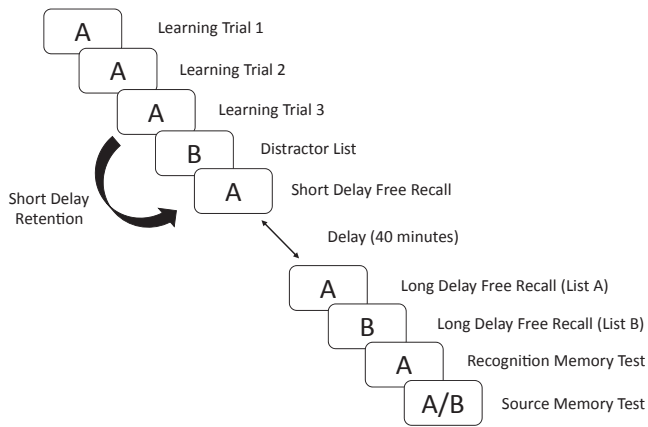 A Learning Trial 1
A Learning Trial 2
A Learning Trial 3
B Distractor List
A Short Delay Free Recall
Short Delay
Retention
Delay (40 minutes)
A Long Delay Free Recall (List A)
B Long Delay Free Recall (List B)
A Recognition Memory Test
A/B Source Memory Test